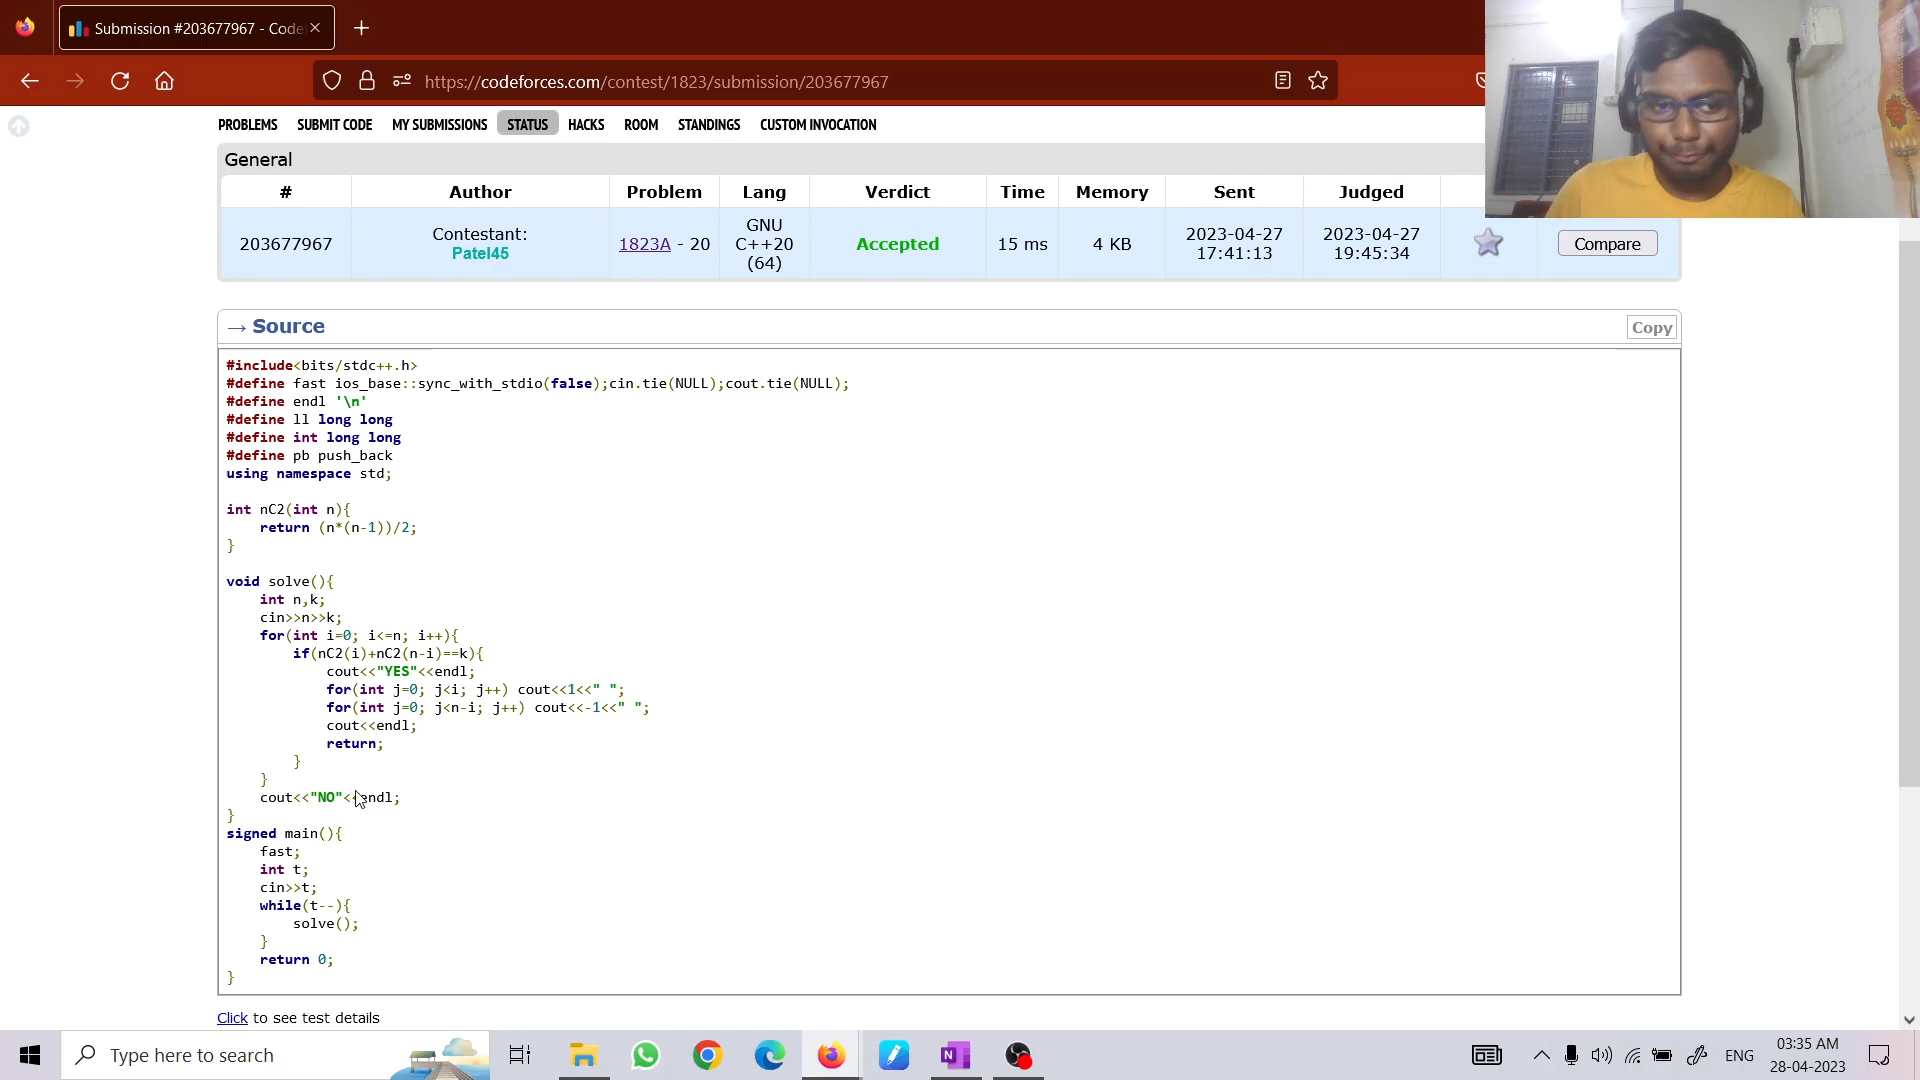 Submission #203677967 - Code
https://codeforces.com/contest/1823/submission/203677967
PROBLEMS SUBMIT CODE MY SUBMISSIONS STATUS HACKS ROOM STANDINGS CUSTOM INVOCATION
General
# Author Problem Lang Verdict Time Memory Sent Judged
203677967 Contestant: Patel45 1823A - 20 GNU C++20 (64) Accepted 15 ms 4 KB 2023-04-27 17:41:13 2023-04-27 19:45:34 Compare
→ Source Copy
#include<bits/stdc++.h>
#define fast ios_base::sync_with_stdio(false);cin.tie(NULL);cout.tie(NULL);
#define endl '\n'
#define ll long long
#define int long long
#define pb push_back
using namespace std;
int nC2(int n){
return (n*(n-1))/2;
}
void solve(){
int n,k;
cin>>n>>k;
for(int i=0; i<=n; i++){
if(nC2(i)+nC2(n-i)==k){
cout<<"YES"<<endl;
for(int j=0; j<i; j++) cout<<1<<" ";
for(int j=0; j<n-i; j++) cout<<-1<<" ";
cout<<endl;
return;
}
}
cout<<"NO"<<endl;
}
signed main(){
fast;
int t;
cin>>t;
while(t--){
solve();
}
return 0;
}
Click to see test details
Type here to search
ENG
03:35 AM
28-04-2023